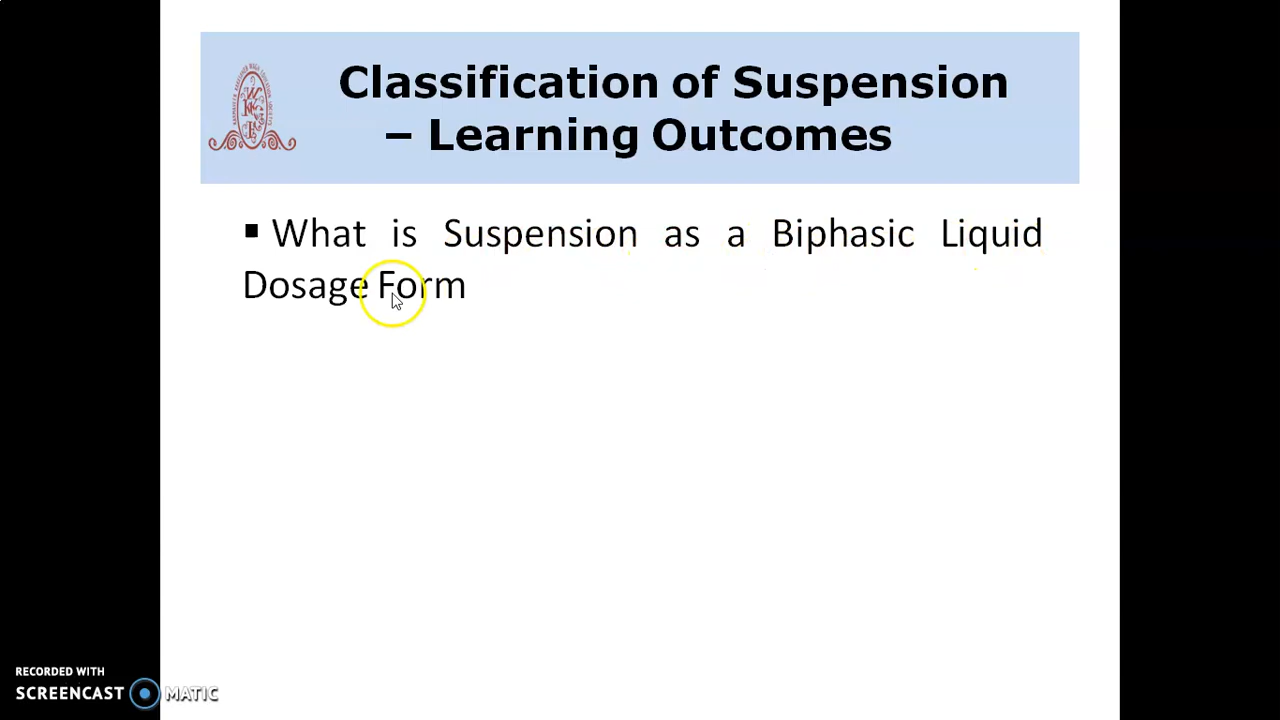 Classification of Suspension
– Learning Outcomes
▪ What is Suspension as a Biphasic Liquid
Dosage Form
RECORDED WITH
SCREENCAST MATIC